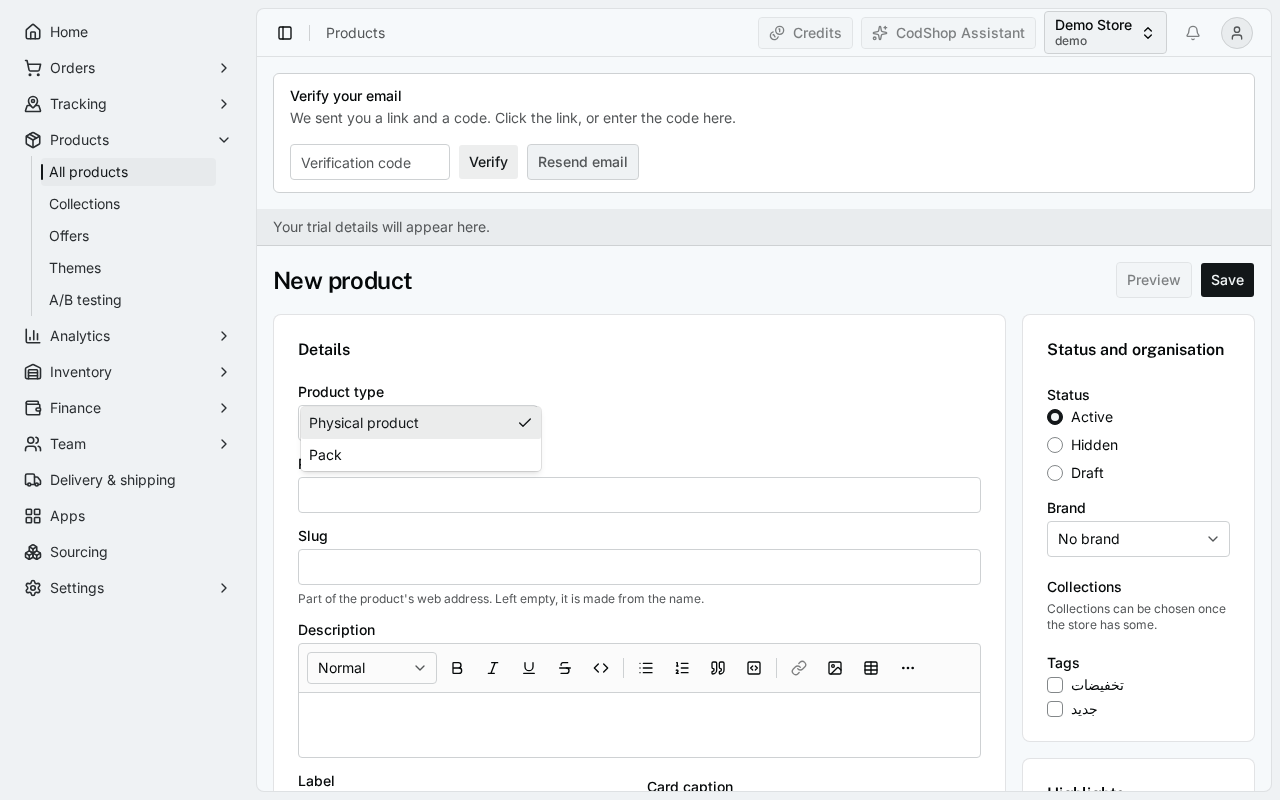 Home
Orders
Tracking
Products
All products
Collections
Offers
Themes
A/B testing
Analytics
Inventory
Finance
Team
Delivery & shipping
Apps
Sourcing
Settings
Products
Credits
CodShop Assistant
Demo Store
demo
Verify your email
We sent you a link and a code. Click the link, or enter the code here.
Verification code
Verify
Resend email
Your trial details will appear here.
New product
Preview
Save
Details
Product type
Physical product
Pack
Slug
Part of the product's web address. Left empty, it is made from the name.
Description
Normal
Label
Card caption
Status and organisation
Status
Active
Hidden
Draft
Brand
No brand
Collections
Collections can be chosen once
the store has some.
Tags
تخفيضات
جديد